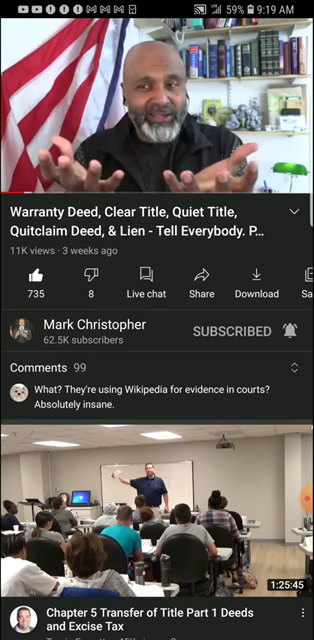 59% 9:19 AM
Warranty Deed, Clear Title, Quiet Title,
Quitclaim Deed, & Lien - Tell Everybody. P...
11K views · 3 weeks ago
735
8
Live chat
Share
Download
Sa
Mark Christopher
62.5K subscribers
SUBSCRIBED
Comments 99
What? They're using Wikipedia for evidence in courts?
Absolutely insane.
1:25:45
Chapter 5 Transfer of Title Part 1 Deeds
and Excise Tax